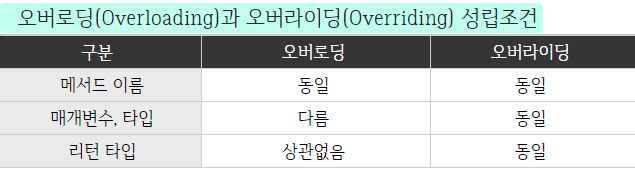 오버로딩(Overloading)과 오버라이딩(Overriding) 성립조건
구분 오버로딩 오버라이딩
메서드 이름 동일 동일
매개변수, 타입 다름 동일
리턴 타입 상관없음 동일